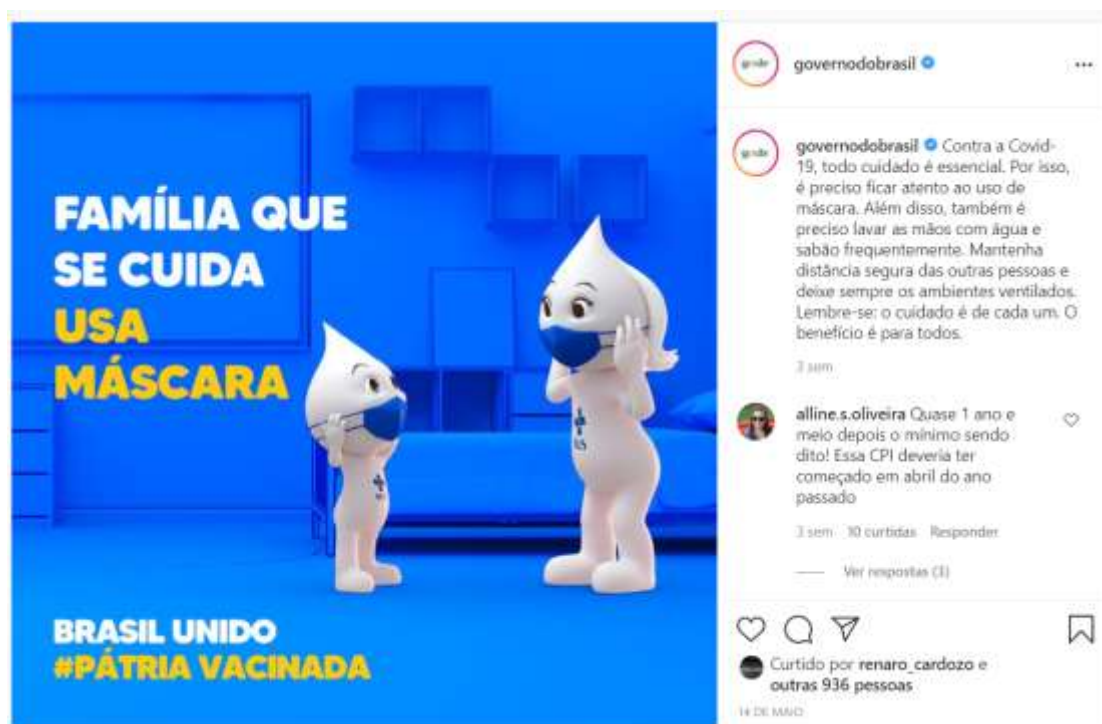 FAMÍLIA QUE
SE CUIDA
USA
MÁSCARA
BRASIL UNIDO
#PÁTRIA VACINADA
governodobrasil
governodobrasil Contra a Covid-
19, todo cuidado é essencial. Por isso,
é preciso ficar atento ao uso de
máscara. Além disso, também é
preciso lavar as mãos com água e
sabão frequentemente. Mantenha
distância segura das outras pessoas e
deixe sempre os ambientes ventilados.
Lembre-se: o cuidado é de cada um. O
benefício é para todos.
3 sem
alline.s.oliveira Quase 1 ano e
meio depois o mínimo sendo
dito! Essa CPI deveria ter
começado em abril do ano
passado
3 sem 10 curtidas Responder
Ver respostas (3)
Curtido por renaro_cardozo e
outras 936 pessoas
14 DE MAIO